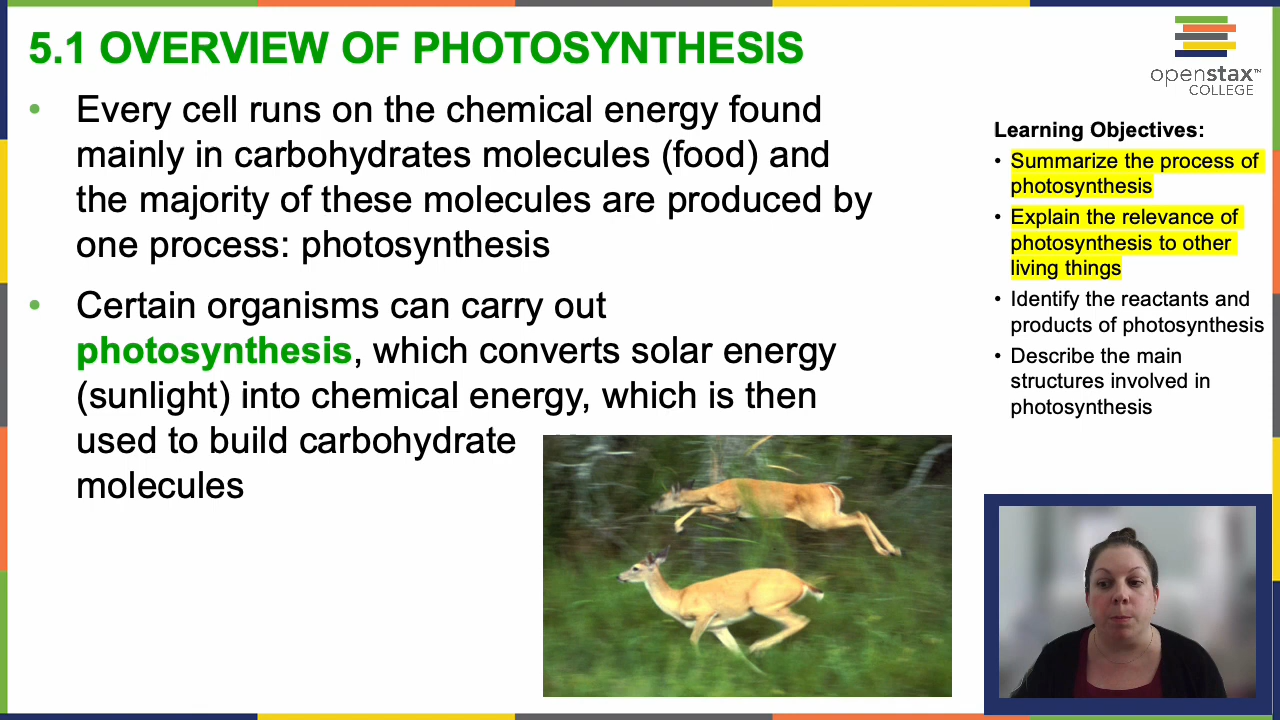 5.1 OVERVIEW OF PHOTOSYNTHESIS
• Every cell runs on the chemical energy found
mainly in carbohydrates molecules (food) and
the majority of these molecules are produced by
one process: photosynthesis
• Certain organisms can carry out
photosynthesis, which converts solar energy
(sunlight) into chemical energy, which is then
used to build carbohydrate
molecules
openstax™
COLLEGE
Learning Objectives:
• Summarize the process of
photosynthesis
• Explain the relevance of
photosynthesis to other
living things
• Identify the reactants and
products of photosynthesis
• Describe the main
structures involved in
photosynthesis